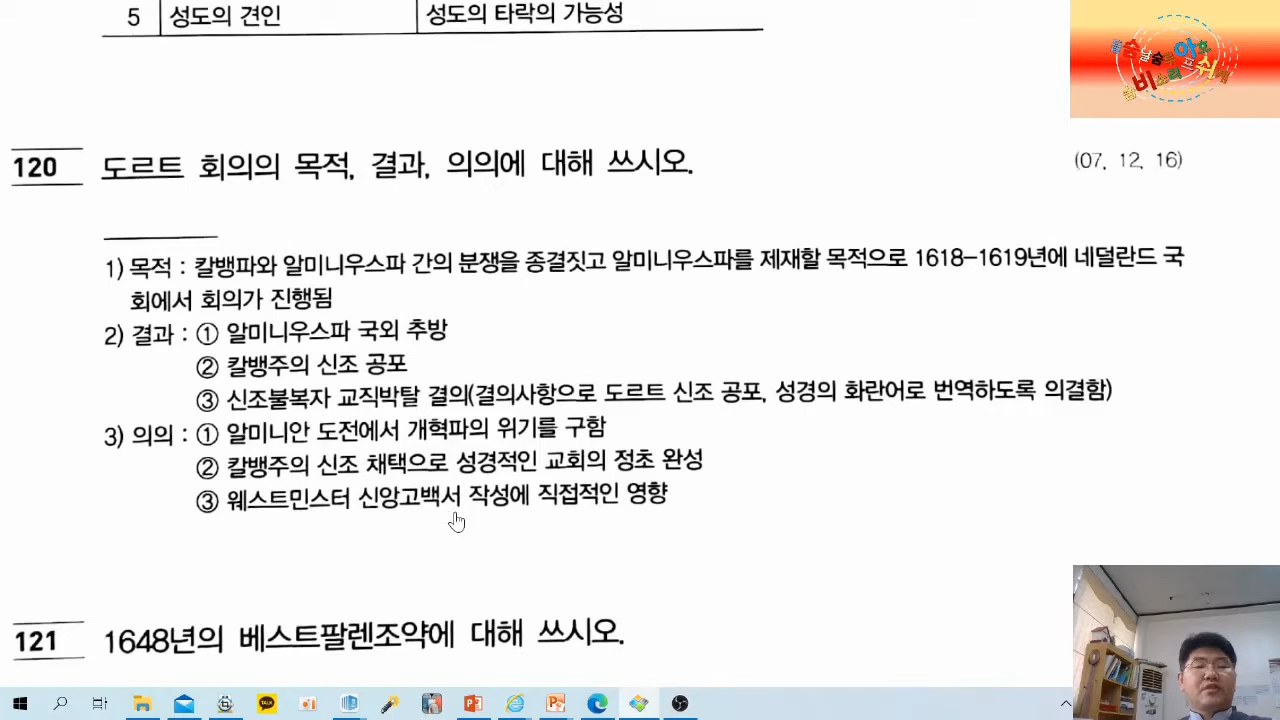 5 성도의 견인 성도의 타락의 가능성
120 도르트 회의의 목적, 결과, 의의에 대해 쓰시오. (07, 12, 16)
1) 목적 : 칼뱅파와 알미니우스파 간의 분쟁을 종결짓고 알미니우스파를 제재할 목적으로 1618-1619년에 네덜란드 국
회에서 회의가 진행됨
2) 결과 : ① 알미니우스파 국외 추방
② 칼뱅주의 신조 공포
③ 신조불복자 교직박탈 결의(결의사항으로 도르트 신조 공포, 성경의 화란어로 번역하도록 의결함)
3) 의의 : ① 알미니안 도전에서 개혁파의 위기를 구함
② 칼뱅주의 신조 채택으로 성경적인 교회의 정초 완성
③ 웨스트민스터 신앙고백서 작성에 직접적인 영향
121 1648년의 베스트팔렌조약에 대해 쓰시오.
TALK